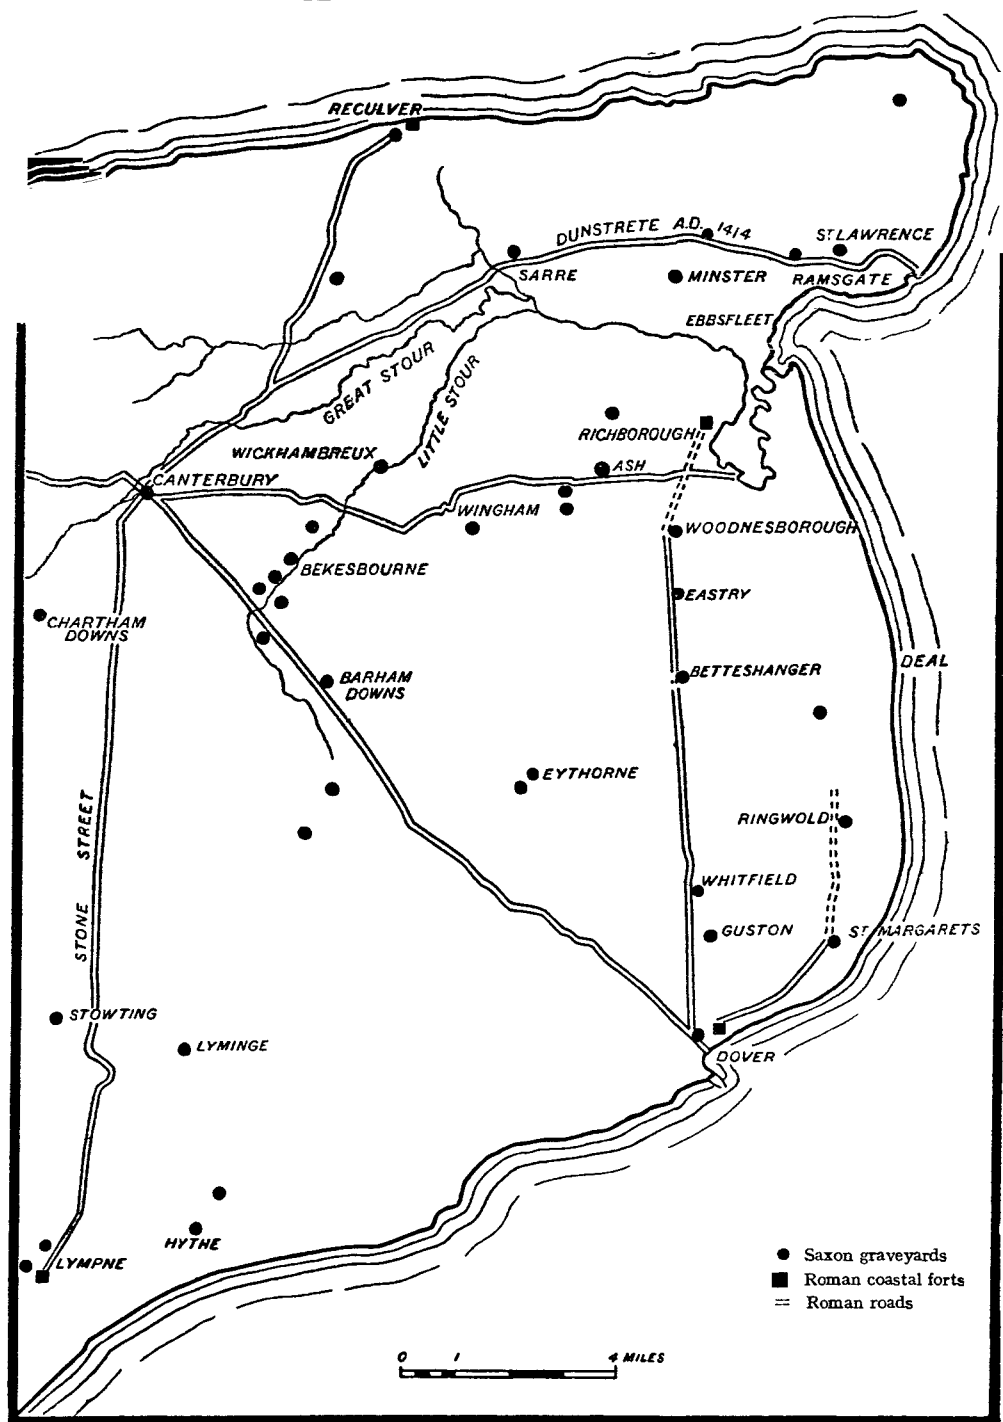 RECULVER
DUNSTRETE A.D. 1414
ST LAWRENCE
SARRE
MINSTER
RAMSGATE
EBBSFLEET
GREAT STOUR
LITTLE STOUR
RICHBOROUGH
WICKHAMBREUX
ASH
CANTERBURY
WINGHAM
WOODNESBOROUGH
BEKESBOURNE
EASTRY
CHARTHAM
DOWNS
DEAL
BETTESHANGER
BARHAM
DOWNS
EYTHORNE
RINGWOLD
STONE STREET
WHITFIELD
GUSTON
ST MARGARETS
STOWTING
LYMINGE
DOVER
HYTHE
LYMPNE
Saxon graveyards
Roman coastal forts
Roman roads
0 1 4 MILES